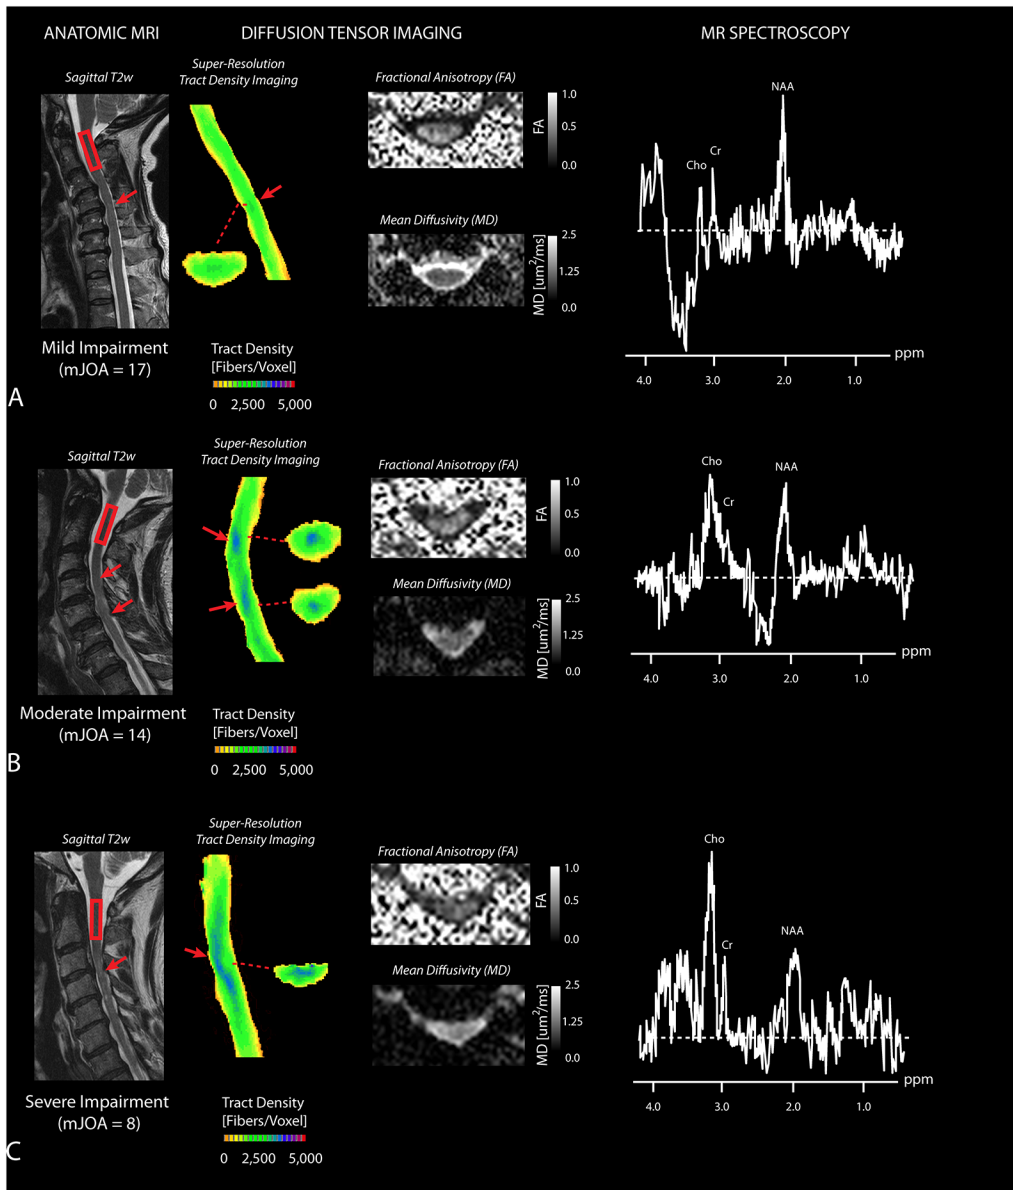 ANATOMIC MRI
DIFFUSION TENSOR IMAGING
MR SPECTROSCOPY
Sagittal T2w
Super-Resolution
Tract Density Imaging
Fractional Anisotropy (FA)
FA
1.0
0.5
0.0
Mean Diffusivity (MD)
MD [um²/ms]
2.5
1.25
0.0
NAA
Cr
Cho
ppm
4.0 3.0 2.0 1.0
Mild Impairment
(mJOA = 17)
Tract Density
[Fibers/Voxel]
0 2,500 5,000
A
Sagittal T2w
Super-Resolution
Tract Density Imaging
Fractional Anisotropy (FA)
FA
1.0
0.5
0.0
Mean Diffusivity (MD)
MD [um²/ms]
2.5
1.25
0.0
Cho
NAA
Cr
ppm
4.0 3.0 2.0 1.0
Moderate Impairment
(mJOA = 14)
Tract Density
[Fibers/Voxel]
0 2,500 5,000
B
Sagittal T2w
Super-Resolution
Tract Density Imaging
Fractional Anisotropy (FA)
FA
1.0
0.5
0.0
Mean Diffusivity (MD)
MD [um²/ms]
2.5
1.25
0.0
Cho
Cr
NAA
ppm
4.0 3.0 2.0 1.0
Severe Impairment
(mJOA = 8)
Tract Density
[Fibers/Voxel]
0 2,500 5,000
C